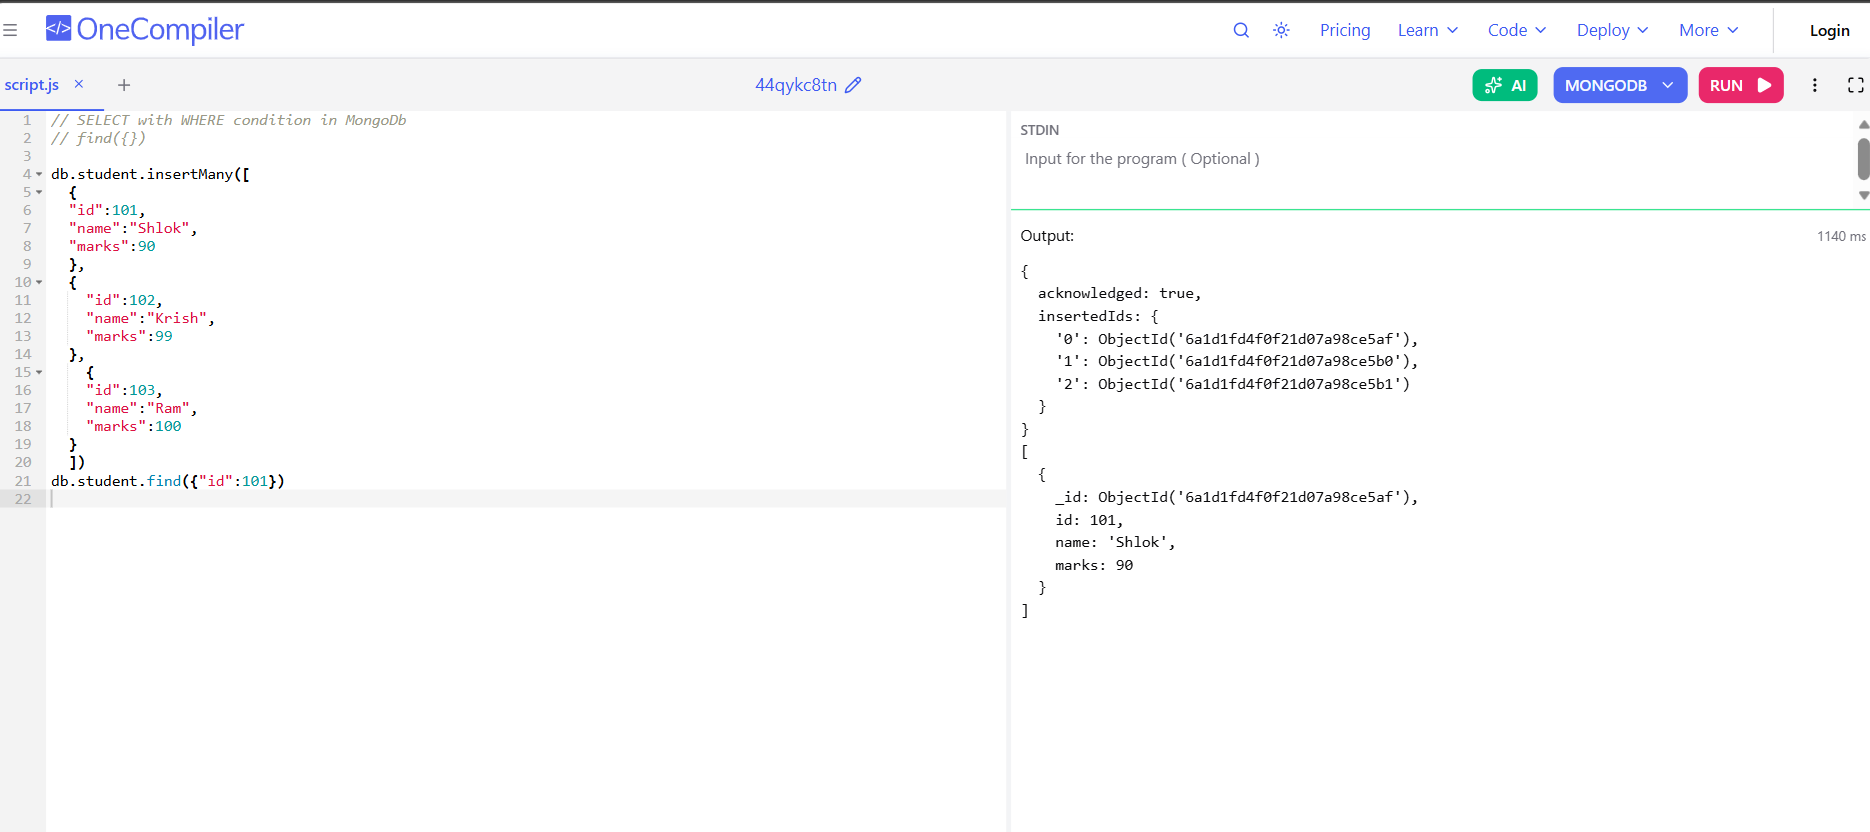 </> OneCompiler
Pricing Learn Code Deploy More Login
script.js × +
44qykc8tn
AI MONGODB RUN
1 // SELECT with WHERE condition in MongoDb
2 // find({})
3
4 db.student.insertMany([
5 {
6 "id":101,
7 "name":"Shlok",
8 "marks":90
9 },
10 {
11 "id":102,
12 "name":"Krish",
13 "marks":99
14 },
15 {
16 "id":103,
17 "name":"Ram",
18 "marks":100
19 }
20 ])
21 db.student.find({"id":101})
22
STDIN
Input for the program ( Optional )
Output:
1140 ms
{
acknowledged: true,
insertedIds: {
'0': ObjectId('6a1d1fd4f0f21d07a98ce5af'),
'1': ObjectId('6a1d1fd4f0f21d07a98ce5b0'),
'2': ObjectId('6a1d1fd4f0f21d07a98ce5b1')
}
}
[
{
_id: ObjectId('6a1d1fd4f0f21d07a98ce5af'),
id: 101,
name: 'Shlok',
marks: 90
}
]